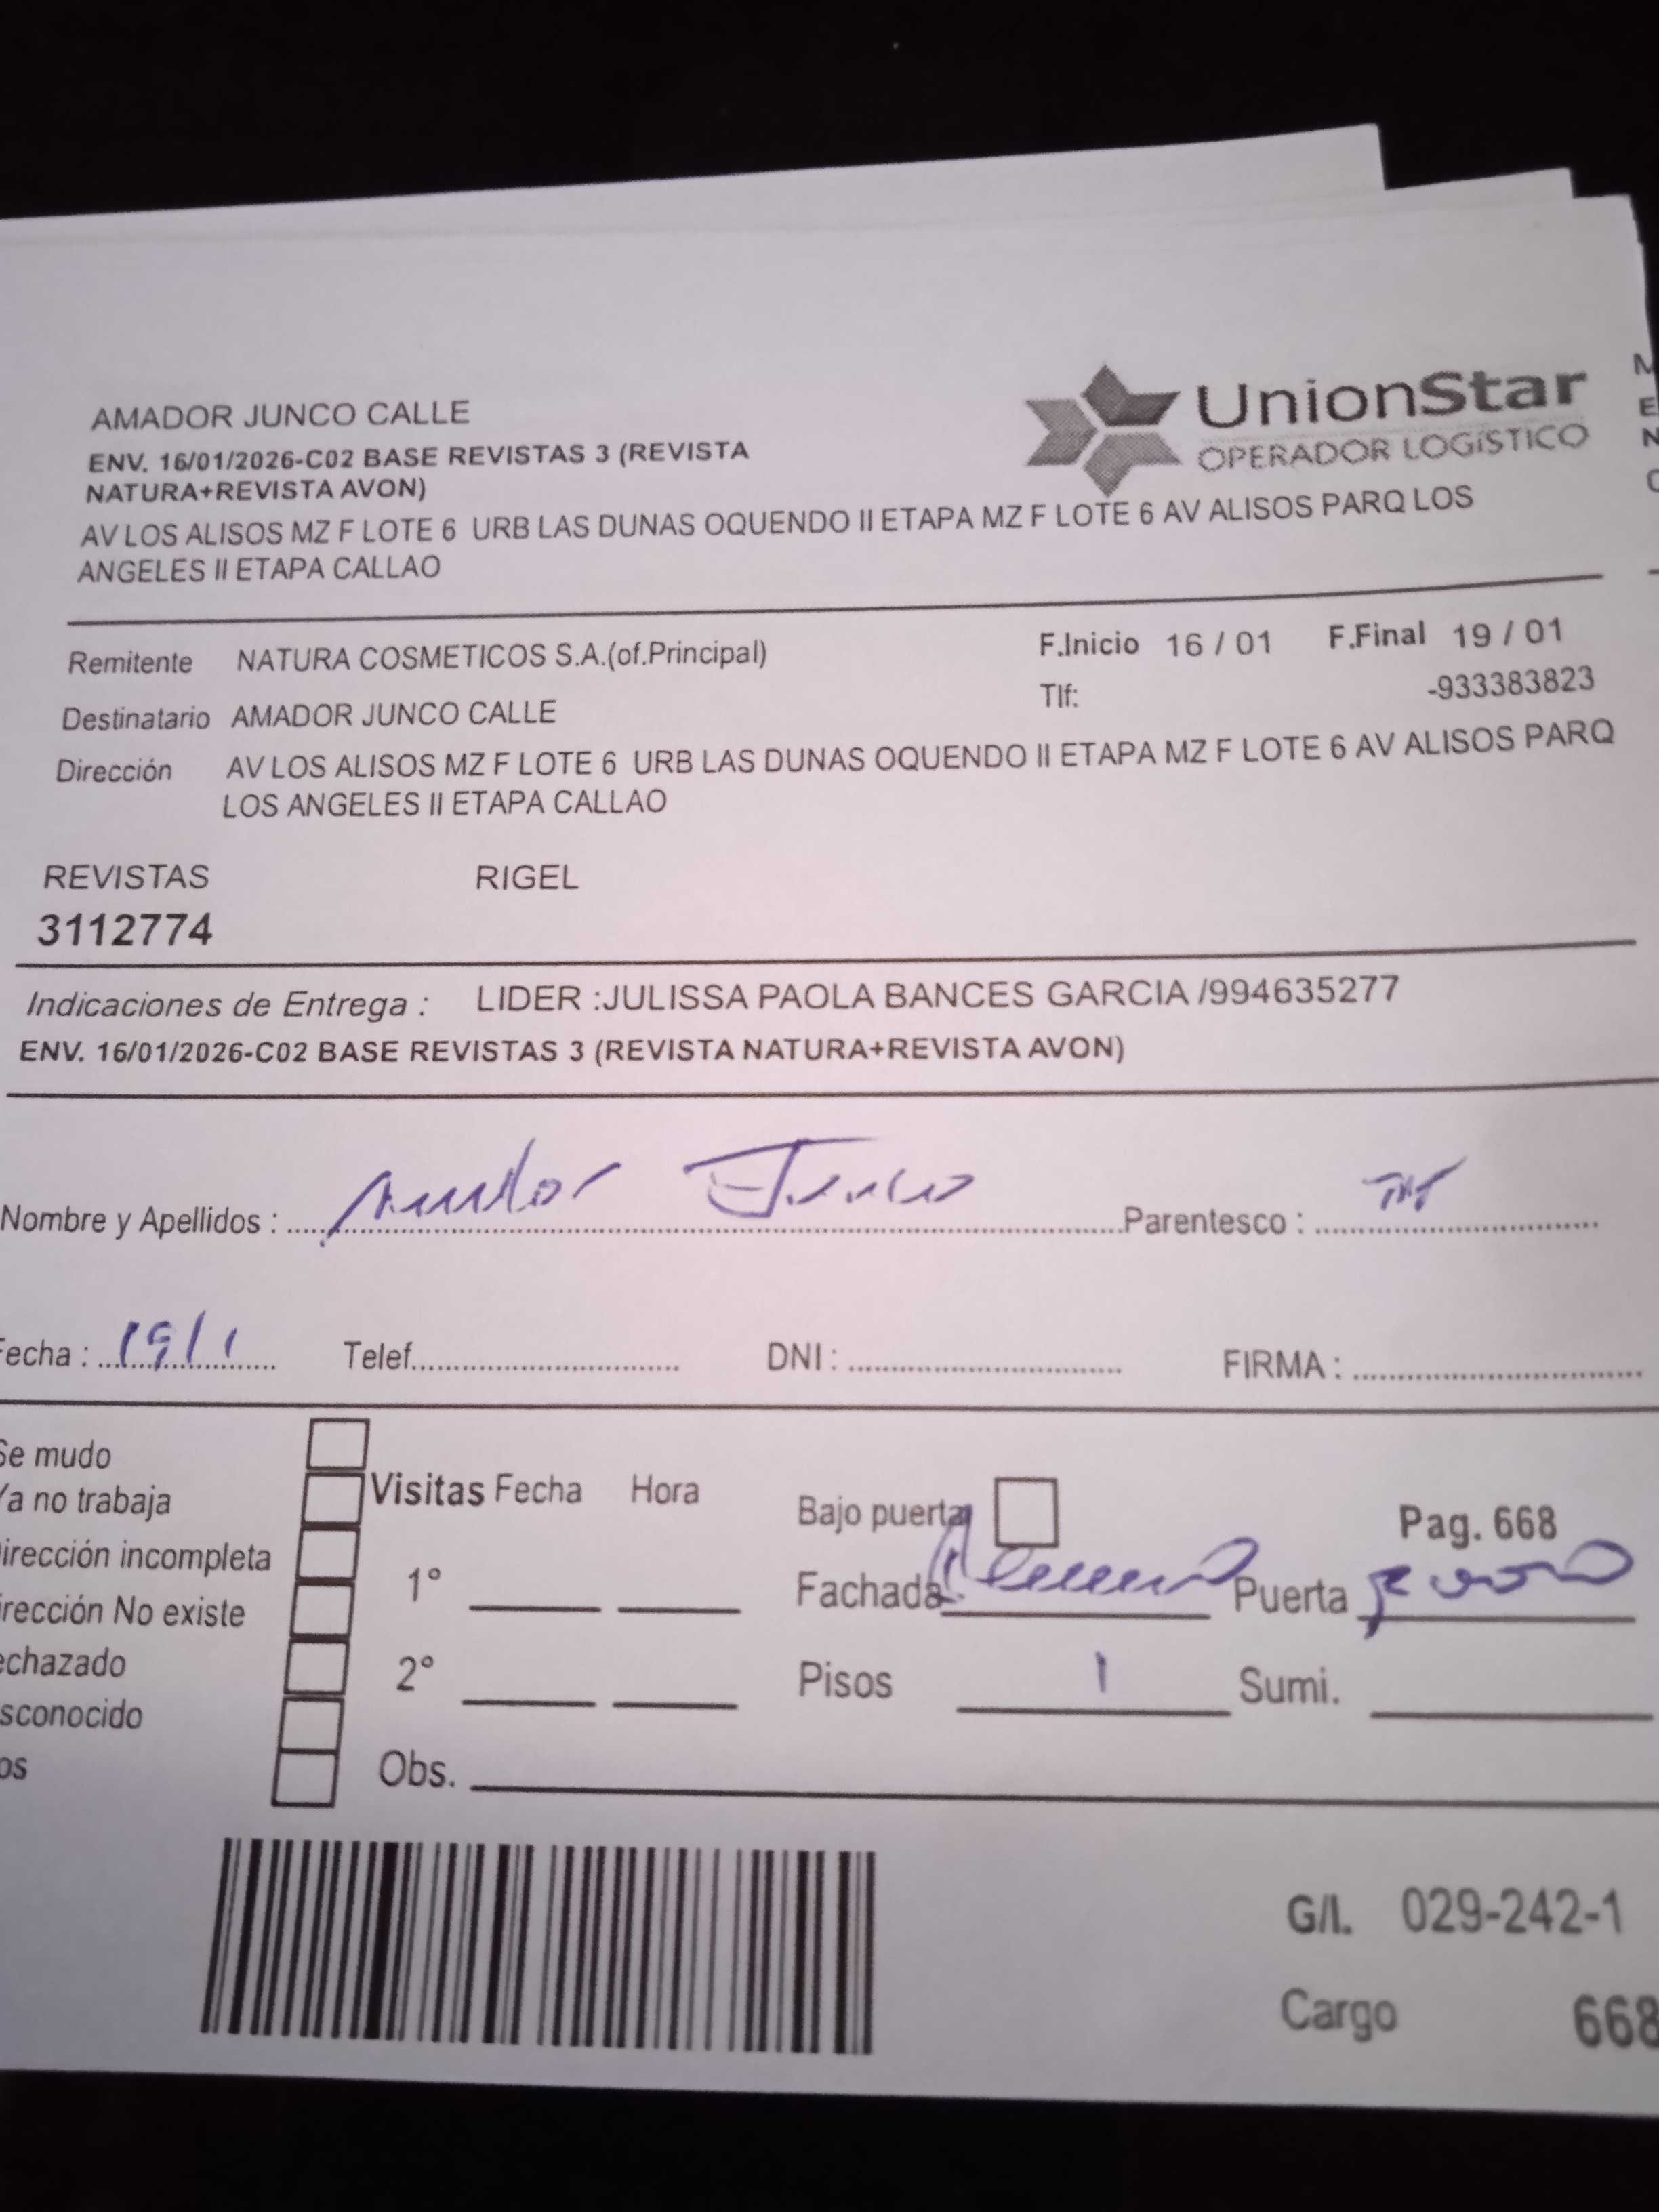 AMADOR JUNCO CALLE
ENV. 16/01/2026-C02 BASE REVISTAS 3 (REVISTA
NATURA+REVISTA AVON)
AV LOS ALISOS MZ F LOTE 6 URB LAS DUNAS OQUENDO II ETAPA MZ F LOTE 6 AV ALISOS PARQ LOS
ANGELES II ETAPA CALLAO
UnionStar
OPERADOR LOGÍSTICO
Remitente NATURA COSMETICOS S.A.(of.Principal) F.Inicio 16 / 01 F.Final 19 / 01
Tlf: -933383823
Destinatario AMADOR JUNCO CALLE
Dirección AV LOS ALISOS MZ F LOTE 6 URB LAS DUNAS OQUENDO II ETAPA MZ F LOTE 6 AV ALISOS PARQ
LOS ANGELES II ETAPA CALLAO
REVISTAS RIGEL
3112774
Indicaciones de Entrega : LIDER :JULISSA PAOLA BANCES GARCIA /994635277
ENV. 16/01/2026-C02 BASE REVISTAS 3 (REVISTA NATURA+REVISTA AVON)
Nombre y Apellidos : Amador Junco Parentesco : TIT
echa : 19/1 Telef. DNI : FIRMA :
Se mudo
Ya no trabaja
irección incompleta
irección No existe
echazado
sconocido
os
Visitas Fecha Hora
1°
2°
Obs.
Bajo puerta Pag. 668
Fachada Puerta
Pisos 1 Sumi.
G/I. 029-242-1
Cargo 668
M
E
N